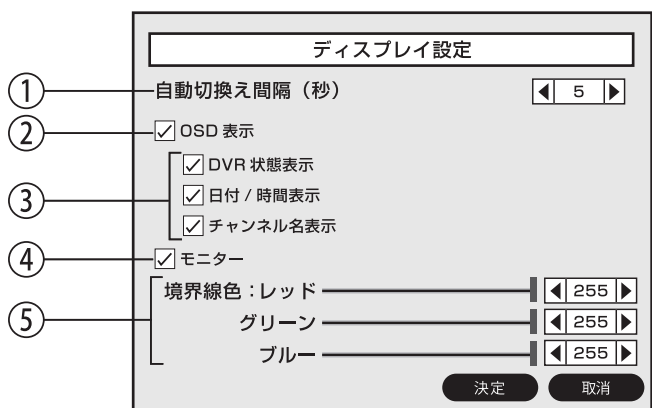 ディスプレイ設定
① 自動切換え間隔（秒） 5
② ✓ OSD 表示
✓ DVR 状態表示
③ ✓ 日付 / 時間表示
✓ チャンネル名表示
④ ✓ モニター
境界線色：レッド 255
⑤ グリーン 255
ブルー 255
決定 取消